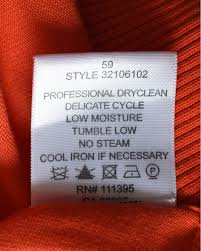 59
STYLE 32106102
PROFESSIONAL DRYCLEAN
DELICATE CYCLE
LOW MOISTURE
TUMBLE LOW
NO STEAM
COOL IRON IF NECESSARY
RN# 111395